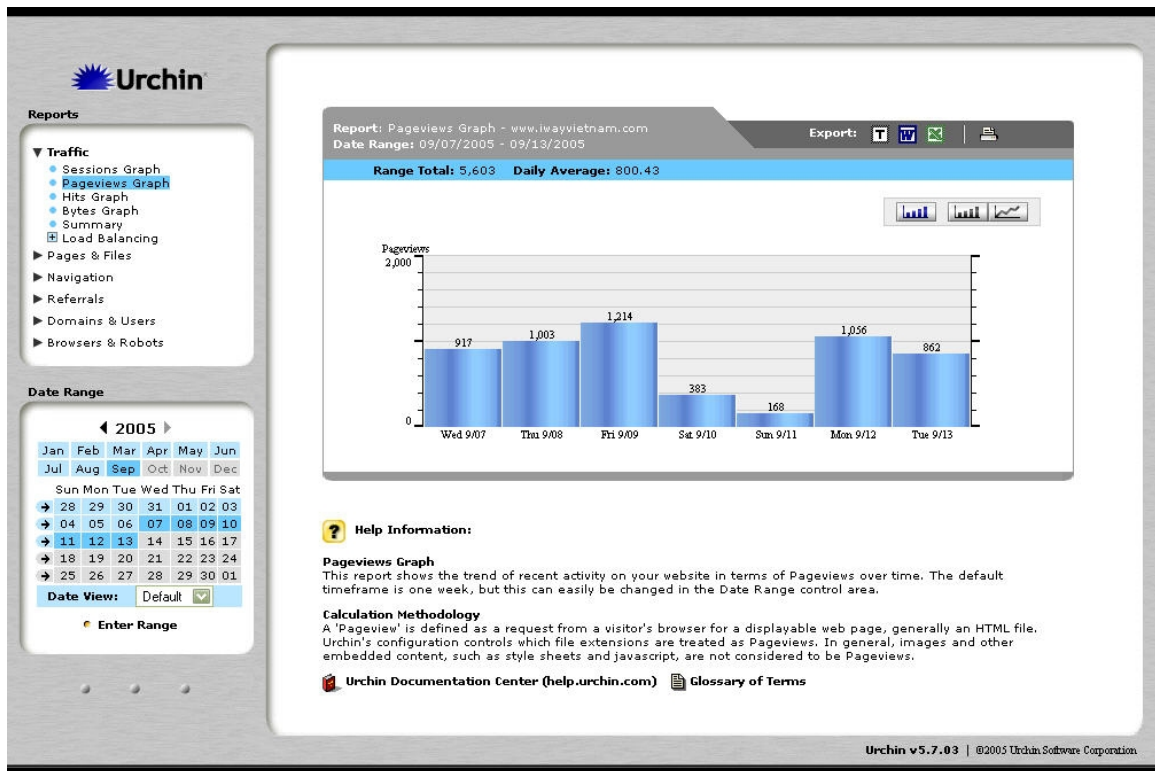 Urchin
Reports
Traffic
Sessions Graph
Pageviews Graph
Hits Graph
Bytes Graph
Summary
Load Balancing
Pages & Files
Navigation
Referrals
Domains & Users
Browsers & Robots
Date Range
2005
Jan Feb Mar Apr May Jun
Jul Aug Sep Oct Nov Dec
Sun Mon Tue Wed Thu Fri Sat
28 29 30 31 01 02 03
04 05 06 07 08 09 10
11 12 13 14 15 16 17
18 19 20 21 22 23 24
25 26 27 28 29 30 01
Date View: Default
Enter Range
Report: Pageviews Graph - www.iwayvietnam.com
Date Range: 09/07/2005 - 09/13/2005
Export: T W X
Range Total: 5,603 Daily Average: 800.43
Pageviews
2,000
0
917
1,003
1,214
383
168
1,056
862
Wed 9/07 Thu 9/08 Fri 9/09 Sat 9/10 Sun 9/11 Mon 9/12 Tue 9/13
? Help Information:
Pageviews Graph
This report shows the trend of recent activity on your website in terms of Pageviews over time. The default
timeframe is one week, but this can easily be changed in the Date Range control area.
Calculation Methodology
A 'Pageview' is defined as a request from a visitor's browser for a displayable web page, generally an HTML file.
Urchin's configuration controls which file extensions are treated as Pageviews. In general, images and other
embedded content, such as style sheets and javascript, are not considered to be Pageviews.
Urchin Documentation Center (help.urchin.com) Glossary of Terms
Urchin v5.7.03 | ©2005 Urchin Software Corporation